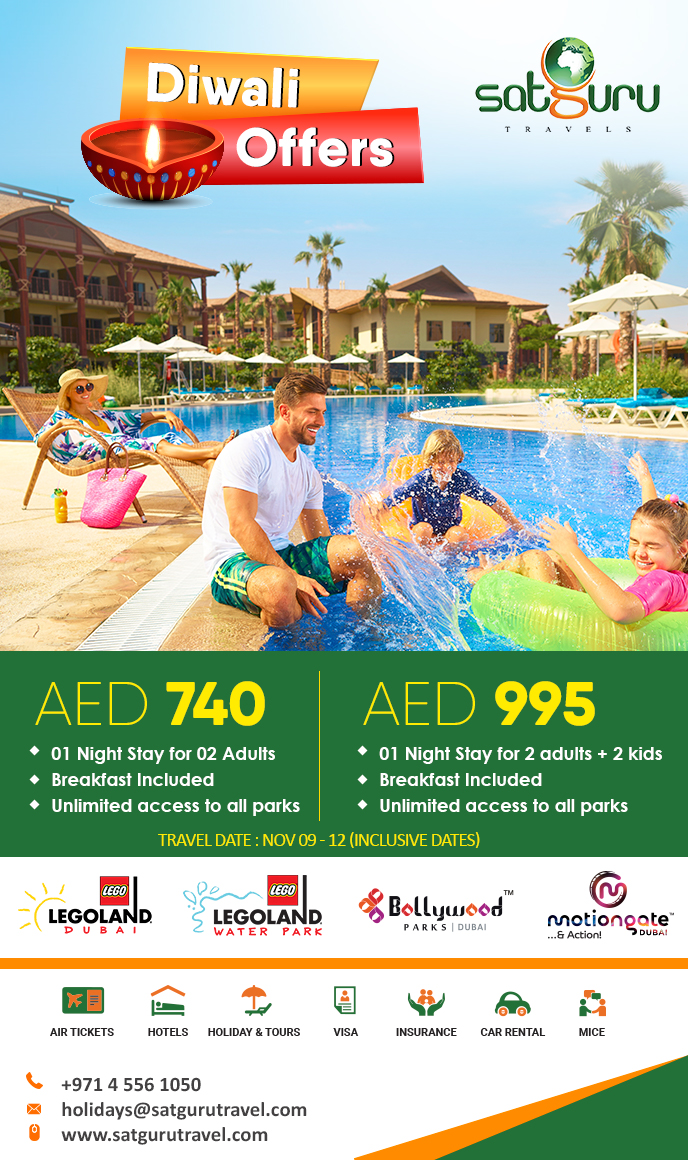 Diwali
Offers
satguru
TRAVELS
AED 740
01 Night Stay for 02 Adults
Breakfast Included
Unlimited access to all parks
AED 995
01 Night Stay for 2 adults + 2 kids
Breakfast Included
Unlimited access to all parks
TRAVEL DATE : NOV 09 - 12 (INCLUSIVE DATES)
LEGO
LEGOLAND
DUBAI
LEGO
LEGOLAND
WATER PARK
Bollywood™
PARKS | DUBAI
motiongate™
...& Action! DUBAI
AIR TICKETS
HOTELS
HOLIDAY & TOURS
VISA
INSURANCE
CAR RENTAL
MICE
+971 4 556 1050
holidays@satgurutravel.com
www.satgurutravel.com